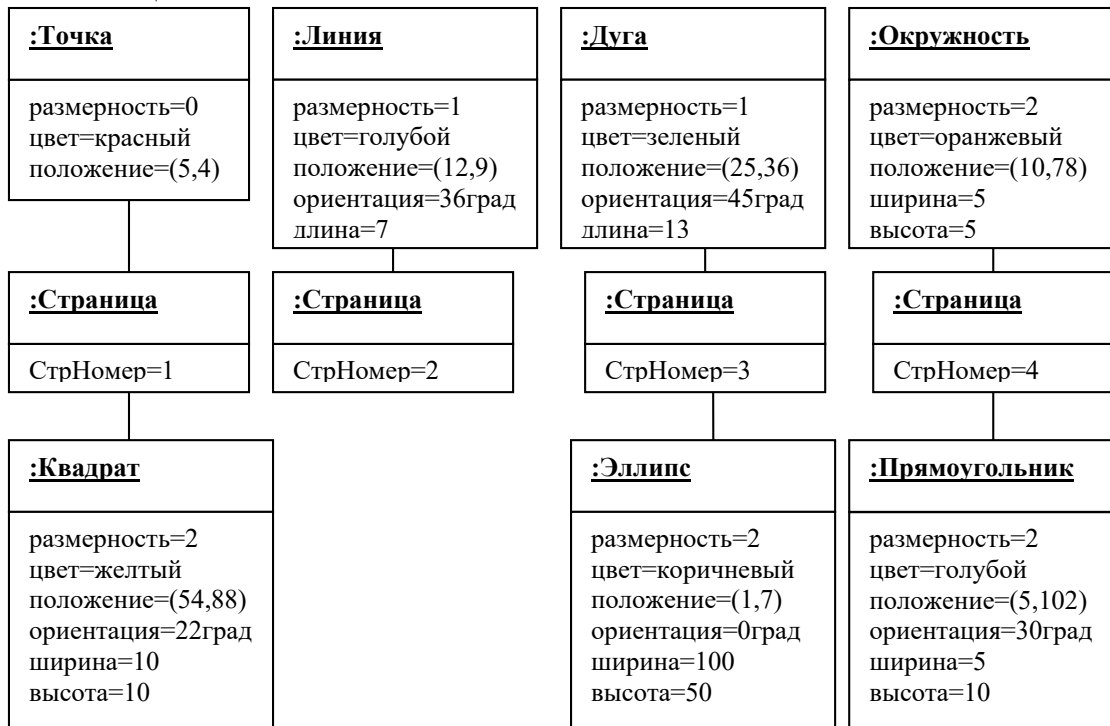 :Точка
размерность=0
цвет=красный
положение=(5,4)
:Линия
размерность=1
цвет=голубой
положение=(12,9)
ориентация=36град
длина=7
:Дуга
размерность=1
цвет=зеленый
положение=(25,36)
ориентация=45град
длина=13
:Окружность
размерность=2
цвет=оранжевый
положение=(10,78)
ширина=5
высота=5
:Страница
СтрНомер=1
:Страница
СтрНомер=2
:Страница
СтрНомер=3
:Страница
СтрНомер=4
:Квадрат
размерность=2
цвет=желтый
положение=(54,88)
ориентация=22град
ширина=10
высота=10
:Эллипс
размерность=2
цвет=коричневый
положение=(1,7)
ориентация=0град
ширина=100
высота=50
:Прямоугольник
размерность=2
цвет=голубой
положение=(5,102)
ориентация=30град
ширина=5
высота=10